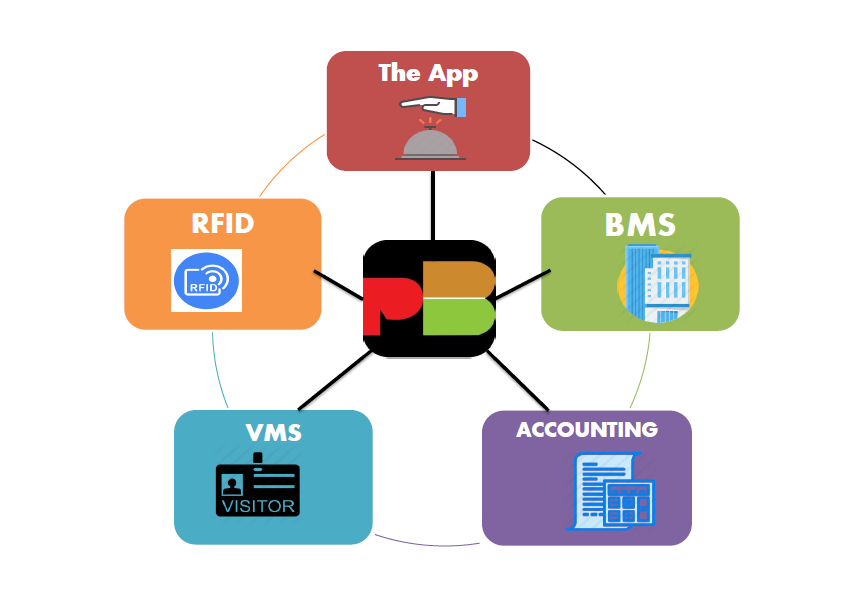 The App
RFID
RFID
BMS
PB
VMS
VISITOR
ACCOUNTING